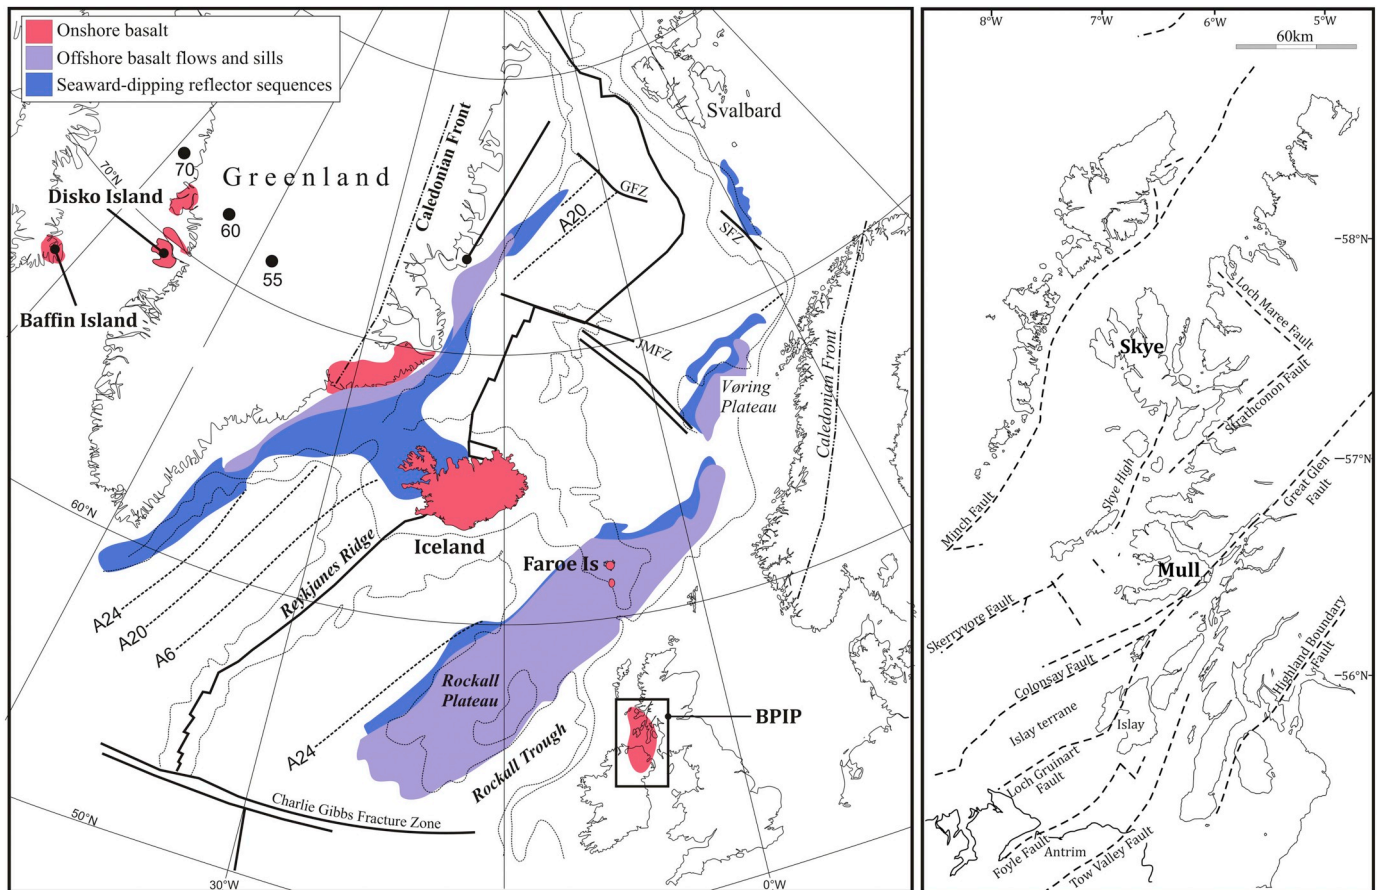 Onshore basalt
Offshore basalt flows and sills
Seaward-dipping reflector sequences
Svalbard
Caledonian Front
70°N
70
Greenland
Disko Island
60
55
Baffin Island
GFZ
A20
SFZ
JMFZ
Vøring
Plateau
Caledonian Front
60°N
Iceland
Faroe Is
Reykjanes Ridge
A24
A20
A6
Rockall
Plateau
A24
Rockall Trough
BPIP
Charlie Gibbs Fracture Zone
50°N
30°W
0°W
8°W
7°W
6°W
5°W
60km
58°N
Loch Maree Fault
Skye
Strathconon Fault
57°N
Great Glen
Fault
Skye High
Minch Fault
Mull
Skerryvore Fault
Highland Boundary
Fault
Colonsay Fault
56°N
Islay terrane
Islay
Loch Gruinart
Fault
Foyle Fault
Antrim
Tow Valley Fault